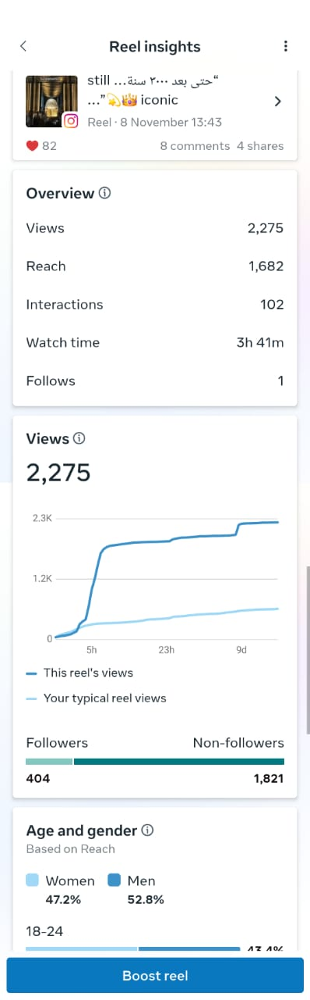 Reel insights
“حتى بعد ٣٠٠٠ سنة... still
iconic 👑💫”...
Reel · 8 November 13:43
82
8 comments 4 shares
Overview
Views 2,275
Reach 1,682
Interactions 102
Watch time 3h 41m
Follows 1
Views
2,275
2.3K
1.2K
0
5h 23h 9d
This reel's views
Your typical reel views
Followers Non-followers
404 1,821
Age and gender
Based on Reach
Women Men
47.2% 52.8%
18-24
43.4%
Boost reel